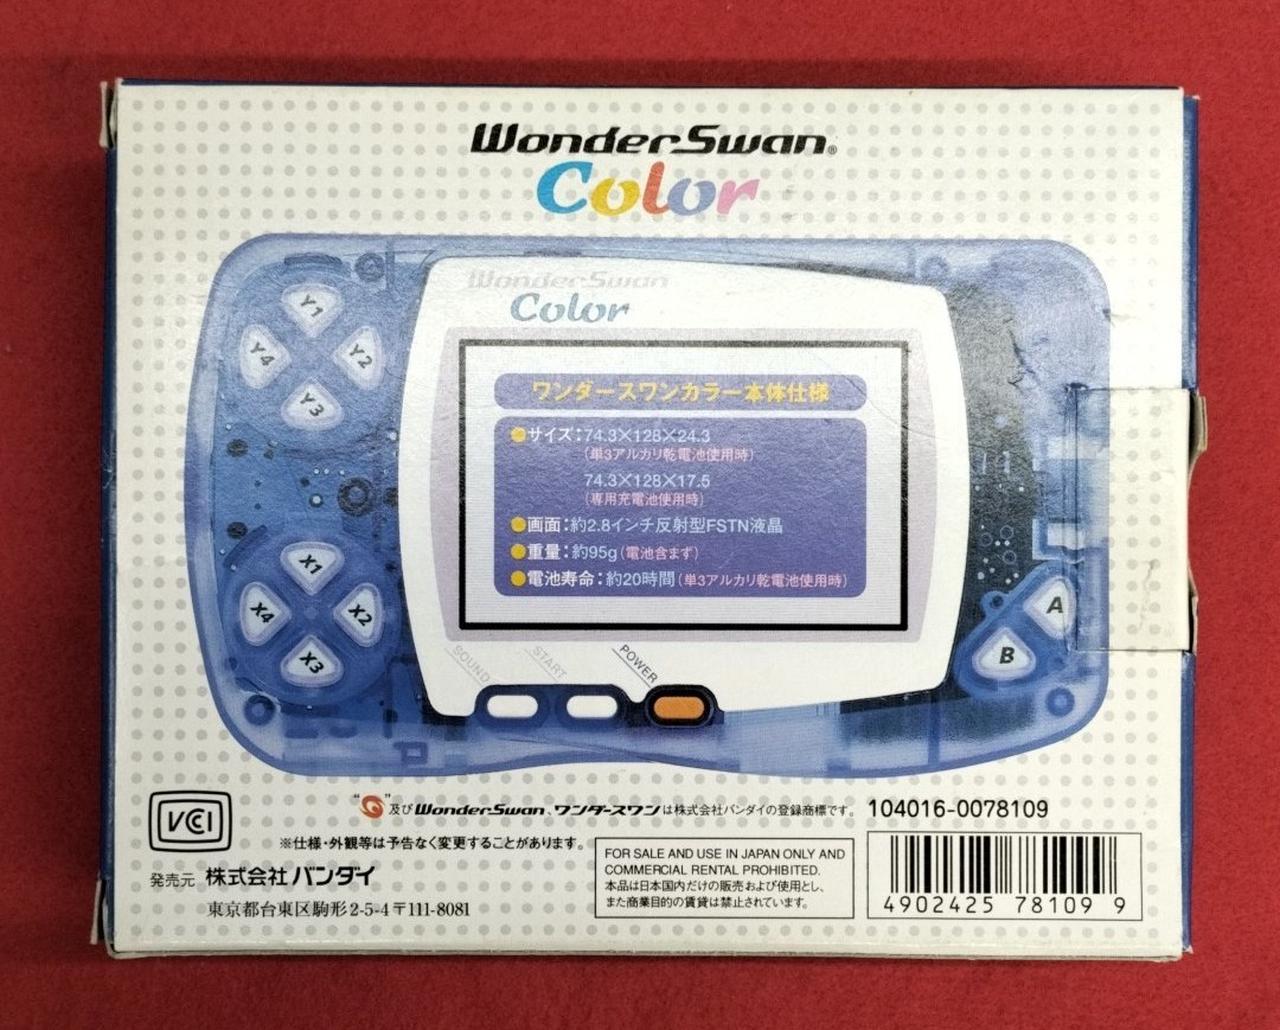 WonderSwan®
Color
WonderSwan
Color
Y1
Y4
Y2
Y3
ワンダースワンカラー本体仕様
●サイズ:74.3×128×24.3
(単3アルカリ乾電池使用時)
74.3×128×17.5
(専用充電池使用時)
●画面:約2.8インチ反射型FSTN液晶
●重量:約95g(電池含まず)
●電池寿命:約20時間(単3アルカリ乾電池使用時)
X1
X4
X2
X3
A
B
SOUND
START
POWER
VCCI
“ ”及びWonderSwan、ワンダースワンは株式会社バンダイの登録商標です。
104016-0078109
※仕様・外観等は予告なく変更することがあります。
発売元 株式会社バンダイ
東京都台東区駒形2-5-4〒111-8081
FOR SALE AND USE IN JAPAN ONLY AND
COMMERCIAL RENTAL PROHIBITED.
本品は日本国内だけの販売および使用とし、
また商業目的の賃貸は禁止されています。
4902425 78109 9